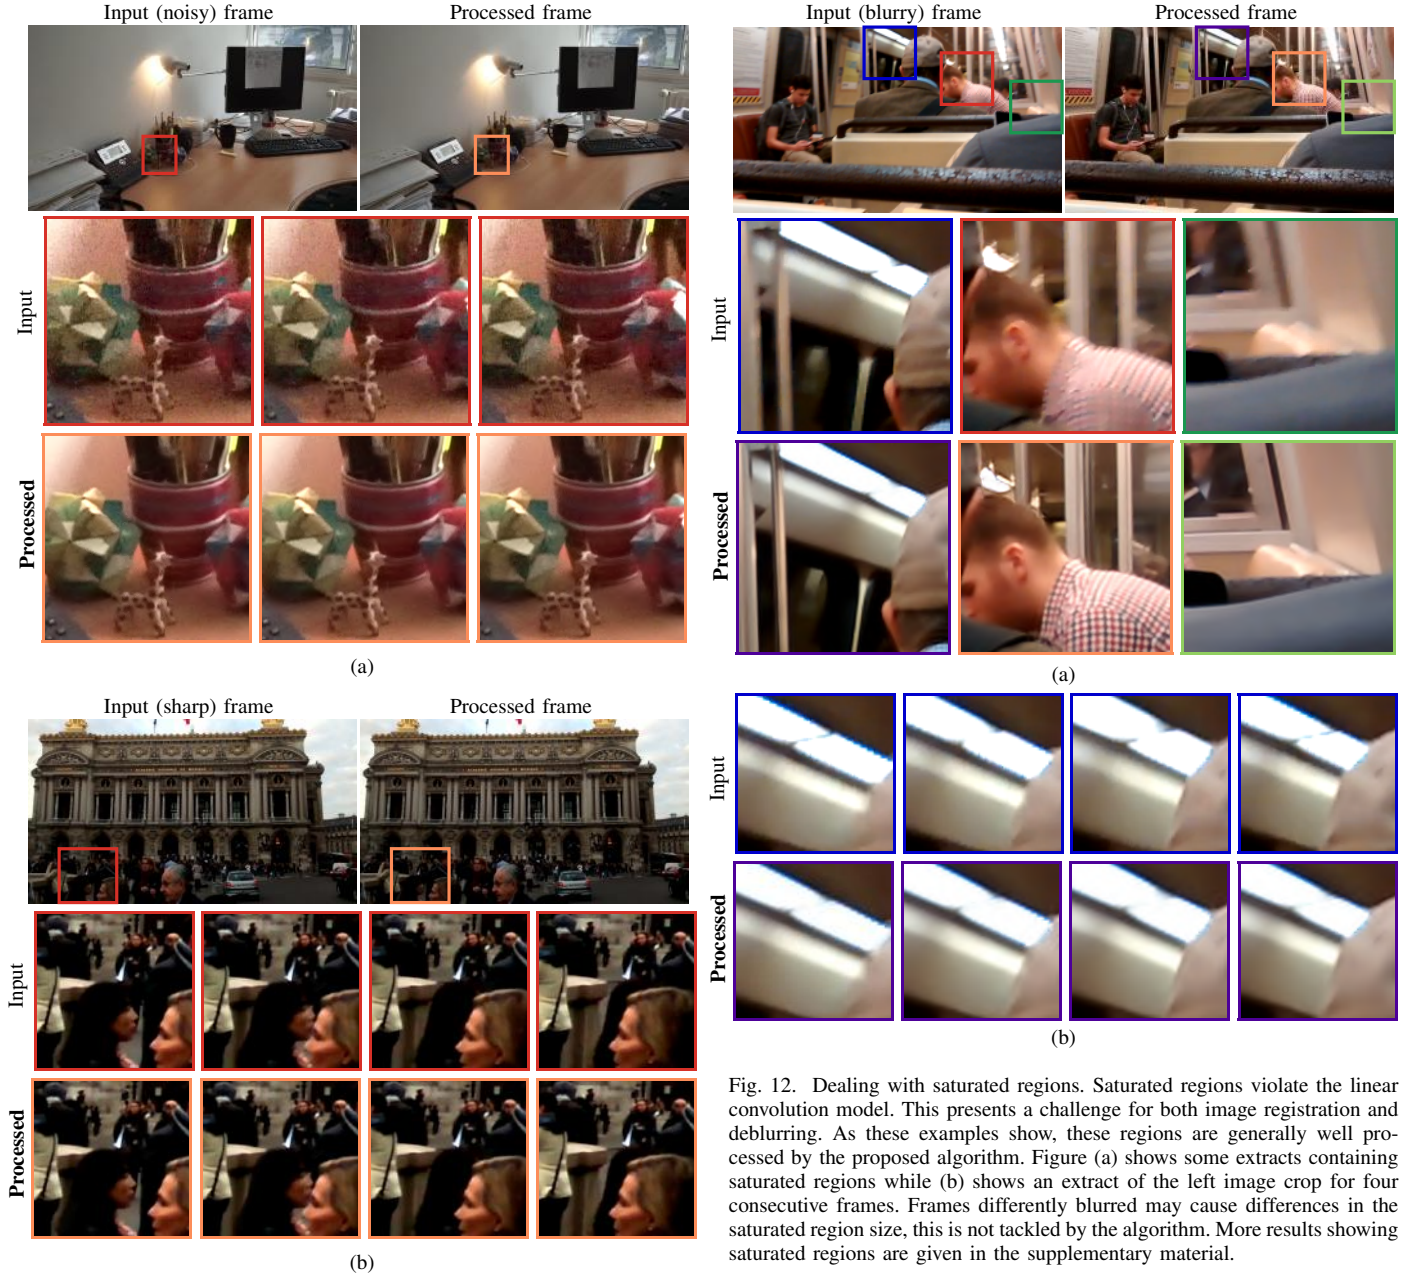 Input (noisy) frame
Processed frame
Input
Processed
(a)
Input (sharp) frame
Processed frame
Input
Processed
(b)
Input (blurry) frame
Processed frame
Input
Processed
(a)
Input
Processed
(b)
Fig. 12. Dealing with saturated regions. Saturated regions violate the linear
convolution model. This presents a challenge for both image registration and
deblurring. As these examples show, these regions are generally well pro-
cessed by the proposed algorithm. Figure (a) shows some extracts containing
saturated regions while (b) shows an extract of the left image crop for four
consecutive frames. Frames differently blurred may cause differences in the
saturated region size, this is not tackled by the algorithm. More results showing
saturated regions are given in the supplementary material.